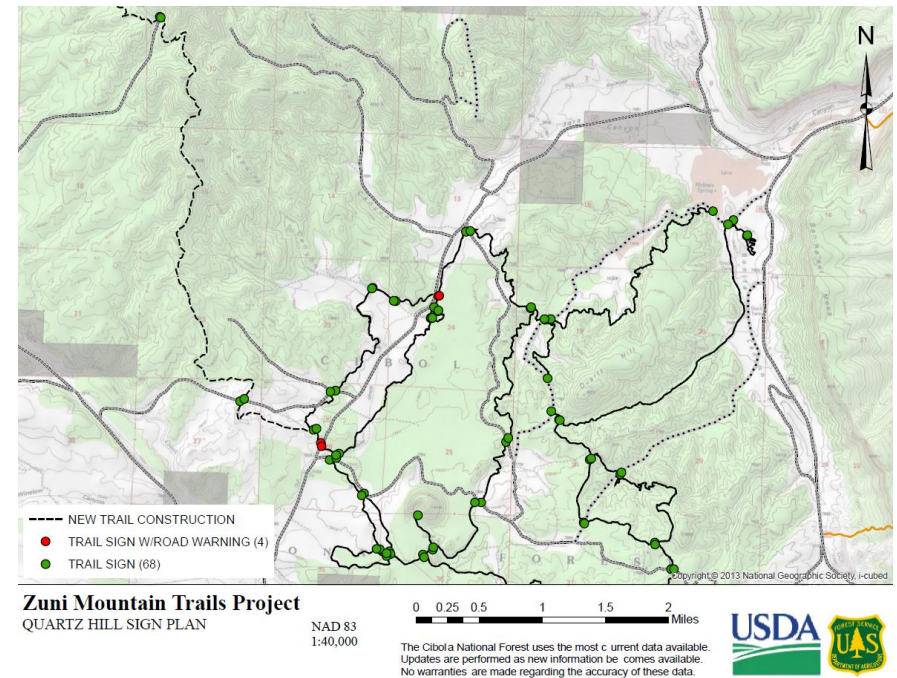 N
C I B O L
O
F O R S
NEW TRAIL CONSTRUCTION
TRAIL SIGN W/ROAD WARNING (4)
TRAIL SIGN (68)
Copyright:© 2013 National Geographic Society, i-cubed
Zuni Mountain Trails Project
QUARTZ HILL SIGN PLAN
NAD 83
1:40,000
0 0.25 0.5 1 1.5 2
Miles
The Cibola National Forest uses the most c urrent data available.
Updates are performed as new information be comes available.
No warranties are made regarding the accuracy of these data.
USDA
FOREST SERVICE
U S
DEPARTMENT OF AGRICULTURE